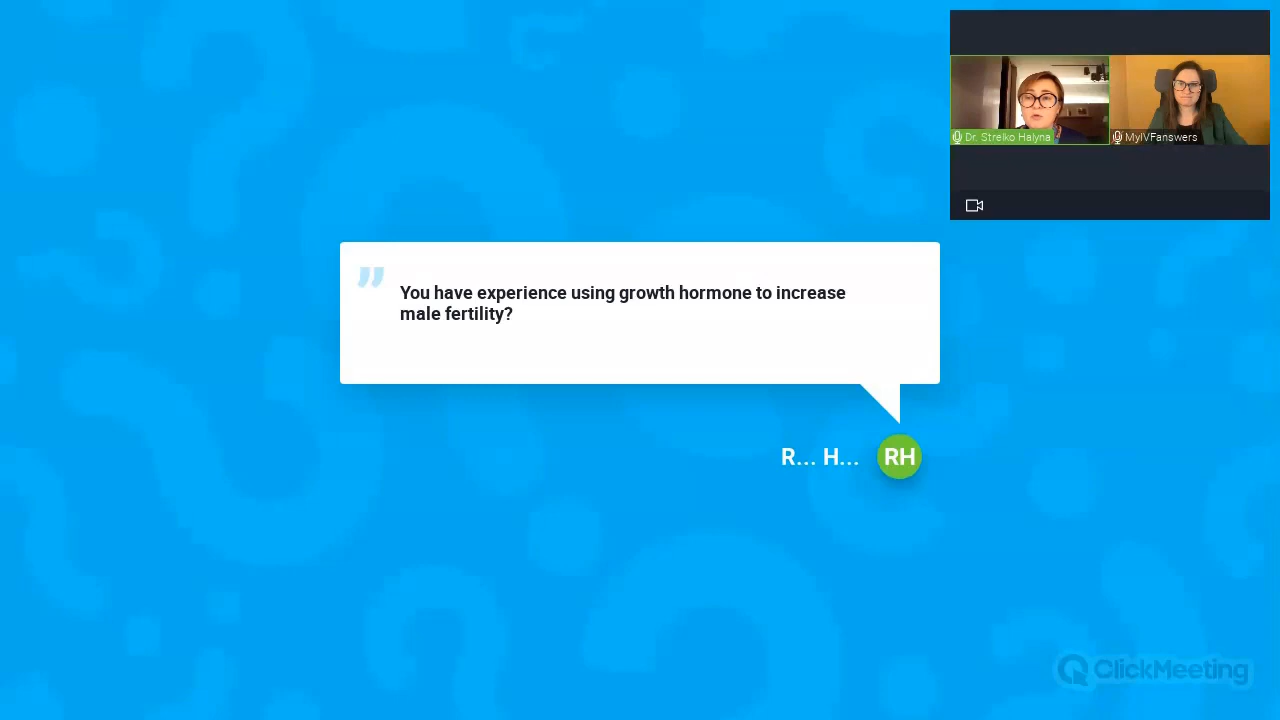 Dr. Strelko Halyna
MyIVFanswers
You have experience using growth hormone to increase
male fertility?
R... H...
RH
ClickMeeting